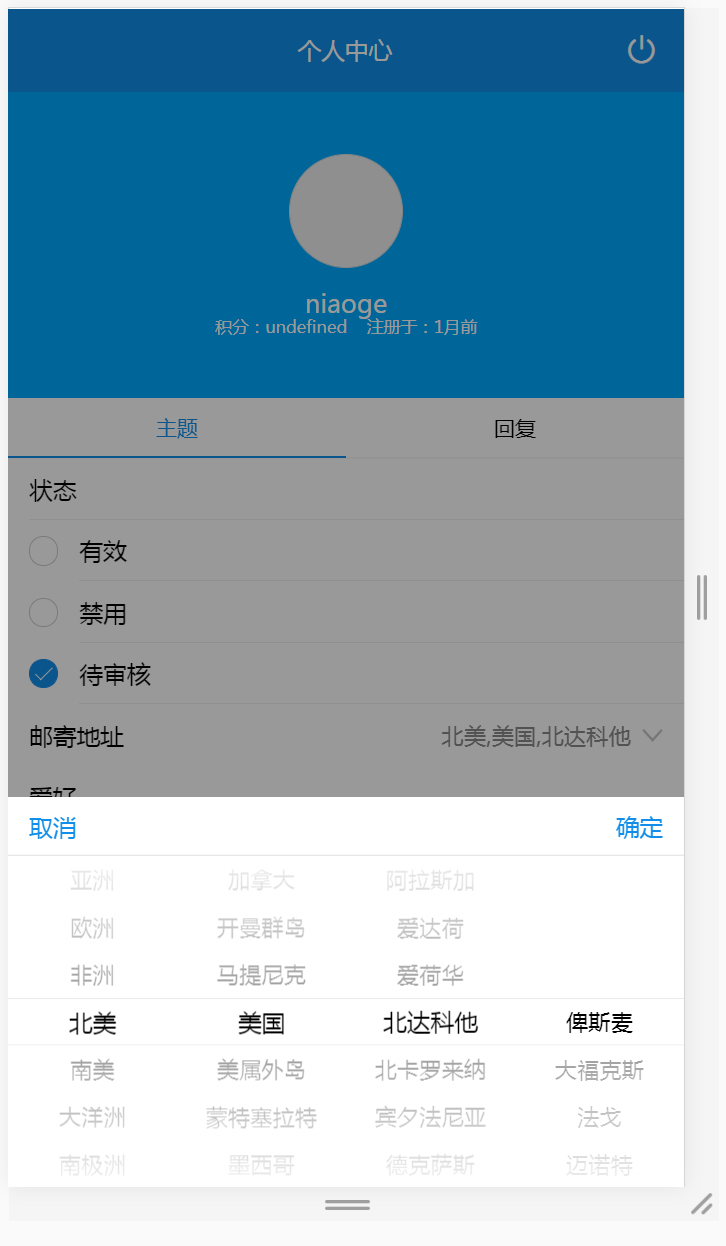 个人中心
niaoge
积分：undefined 注册于：1月前
主题 回复
状态
有效
禁用
待审核
邮寄地址 北美,美国,北达科他
爱好
取消 确定
亚洲 加拿大 阿拉斯加
欧洲 开曼群岛 爱达荷
非洲 马提尼克 爱荷华
北美 美国 北达科他 俾斯麦
南美 美属外岛 北卡罗来纳 大福克斯
大洋洲 蒙特塞拉特 宾夕法尼亚 法戈
南极洲 墨西哥 德克萨斯 迈诺特